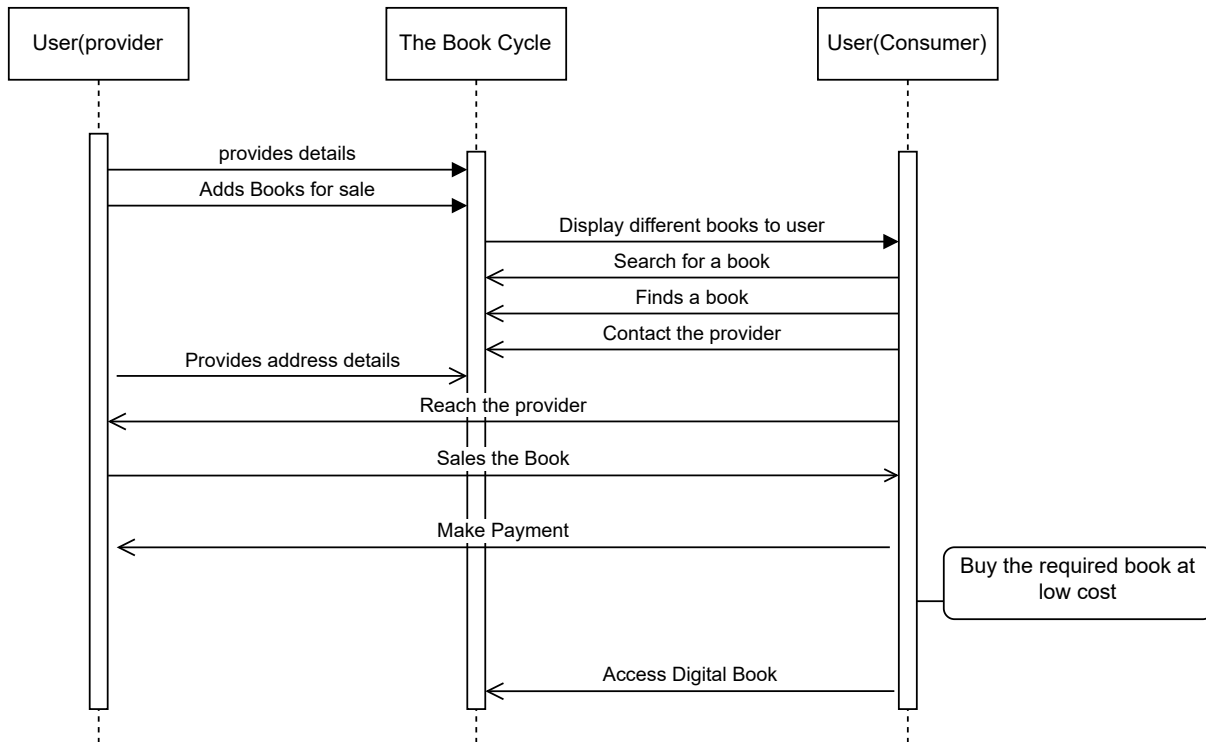 User(provider
The Book Cycle
User(Consumer)
provides details
Adds Books for sale
Display different books to user
Search for a book
Finds a book
Contact the provider
Provides address details
Reach the provider
Sales the Book
Make Payment
Buy the required book at
low cost
Access Digital Book